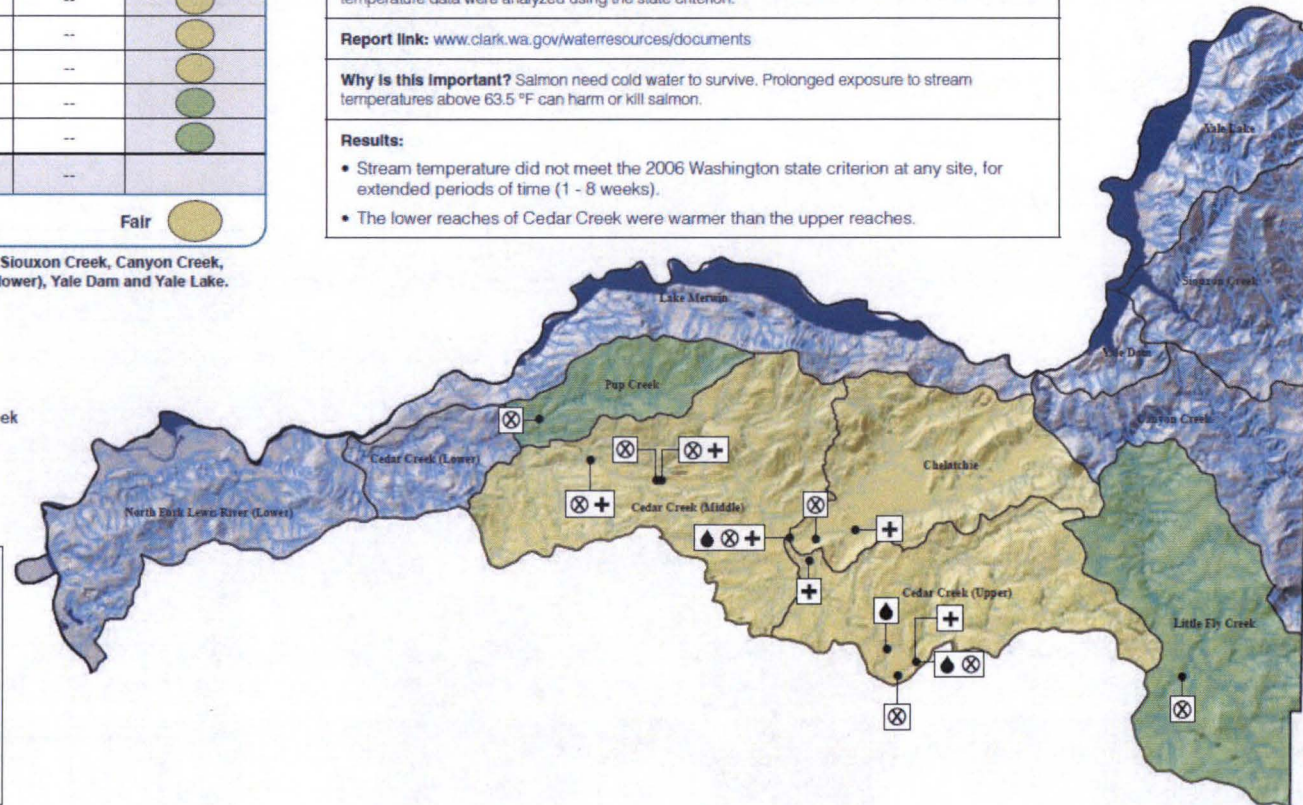 --
--
--
--
--
--
Fair
Siouxon Creek, Canyon Creek,
lower), Yale Dam and Yale Lake.
ek
temperature data were analyzed using the state criterion.
Report link: www.clark.wa.gov/waterresources/documents
Why is this important? Salmon need cold water to survive. Prolonged exposure to stream
temperatures above 63.5 °F can harm or kill salmon.
Results:
• Stream temperature did not meet the 2006 Washington state criterion at any site, for
extended periods of time (1 - 8 weeks).
• The lower reaches of Cedar Creek were warmer than the upper reaches.
Yale Lake
Siouxon Creek
Lake Merwin
Yale Dam
Pup Creek
Canyon Creek
Cedar Creek (Lower)
Chelatchie
North Fork Lewis River (Lower)
Cedar Creek (Middle)
Cedar Creek (Upper)
Little Fly Creek